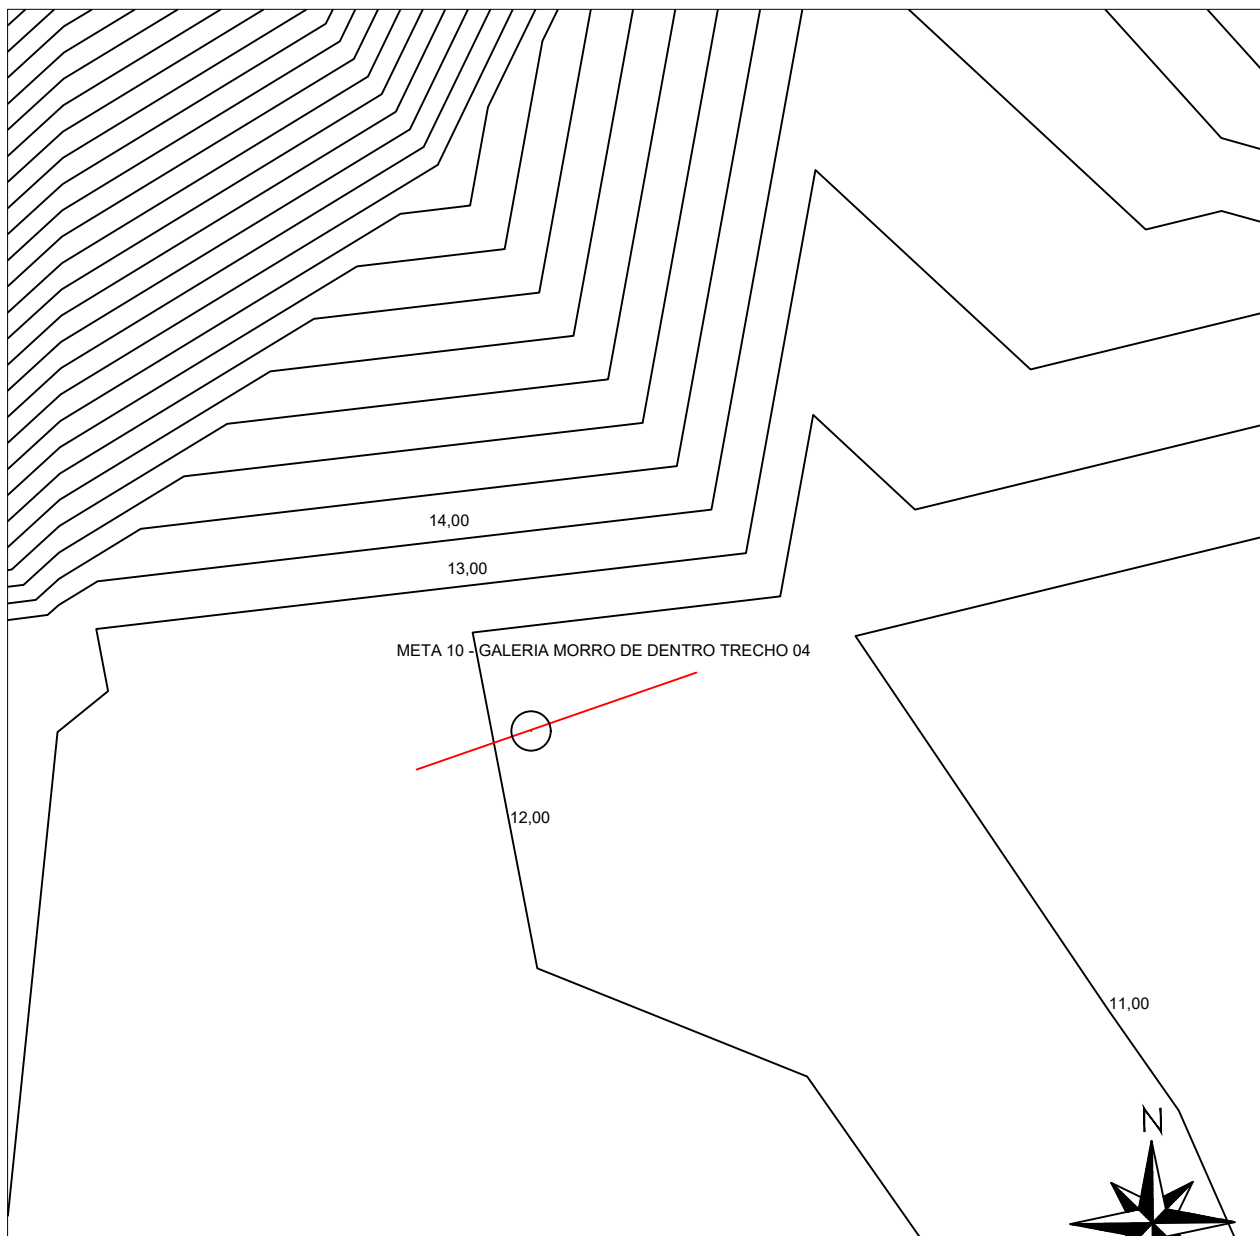 14,00
13,00
META 10 - GALERIA MORRO DE DENTRO TRECHO 04
12,00
11,00
N